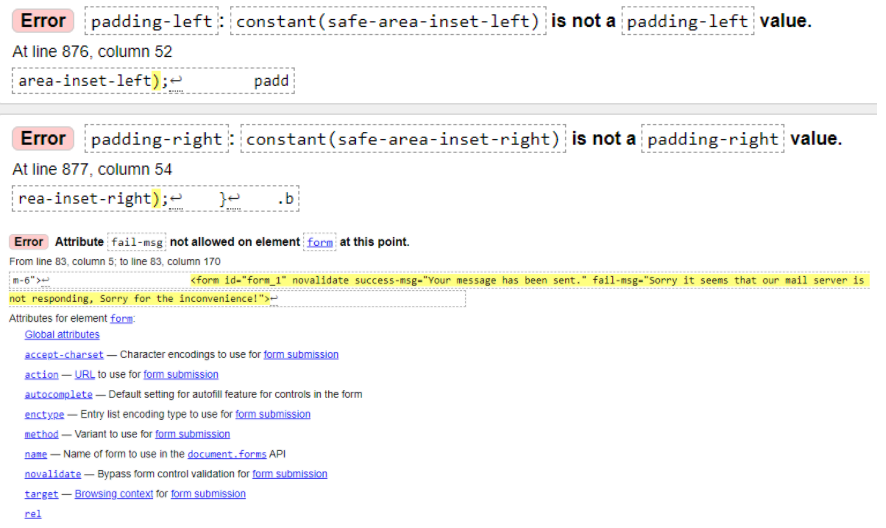 Error padding-left: constant(safe-area-inset-left) is not a padding-left value.
At line 876, column 52
area-inset-left);↩ padd
Error padding-right: constant(safe-area-inset-right) is not a padding-right value.
At line 877, column 54
rea-inset-right);↩ }↩ .b
Error Attribute fail-msg not allowed on element form at this point.
From line 83, column 5; to line 83, column 170
m-6">↩ <form id="form_1" novalidate success-msg="Your message has been sent." fail-msg="Sorry it seems that our mail server is
not responding, Sorry for the inconvenience!">↩
Attributes for element form:
Global attributes
accept-charset — Character encodings to use for form submission
action — URL to use for form submission
autocomplete — Default setting for autofill feature for controls in the form
enctype — Entry list encoding type to use for form submission
method — Variant to use for form submission
name — Name of form to use in the document.forms API
novalidate — Bypass form control validation for form submission
target — Browsing context for form submission
rel